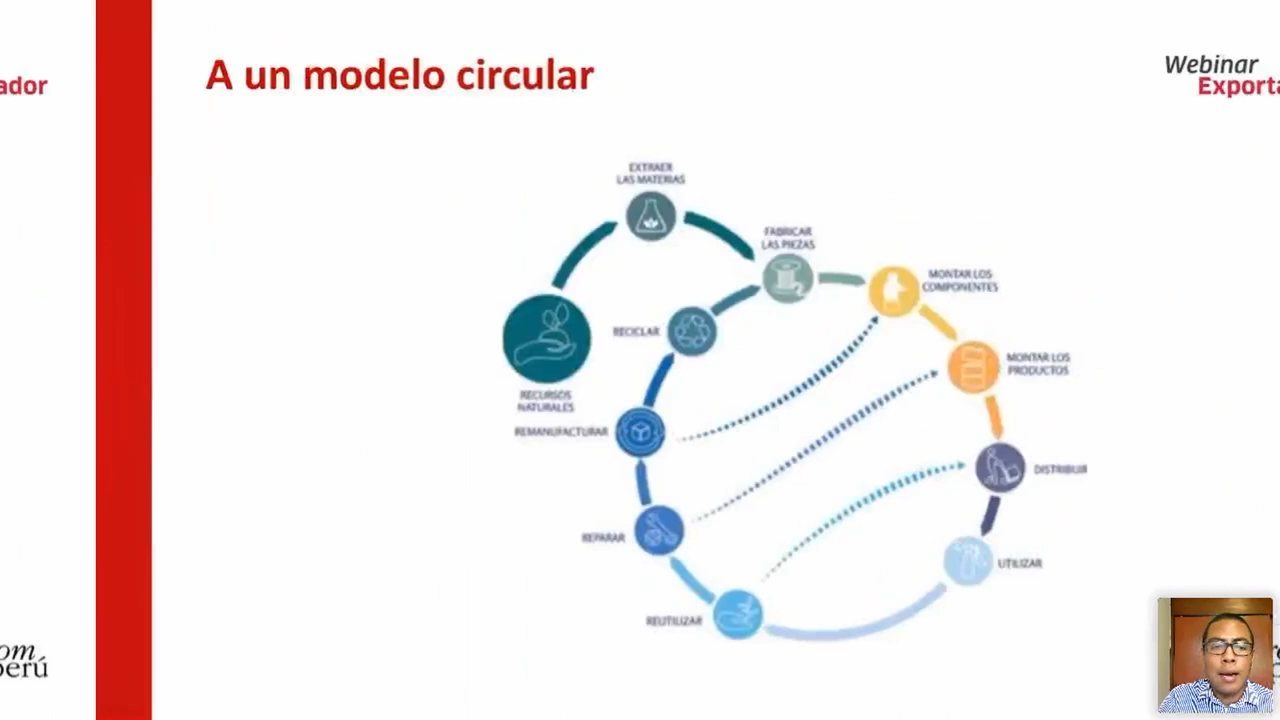 A un modelo circular
ador
Webinar
Exporta
EXTRAER
LAS MATERIAS
FABRICAR
LAS PIEZAS
MONTAR LOS
COMPONENTES
RECICLAR
MONTAR LOS
PRODUCTOS
RECURSOS
NATURALES
REMANUFACTURAR
DISTRIBUIR
REPARAR
UTILIZAR
REUTILIZAR
om
perú